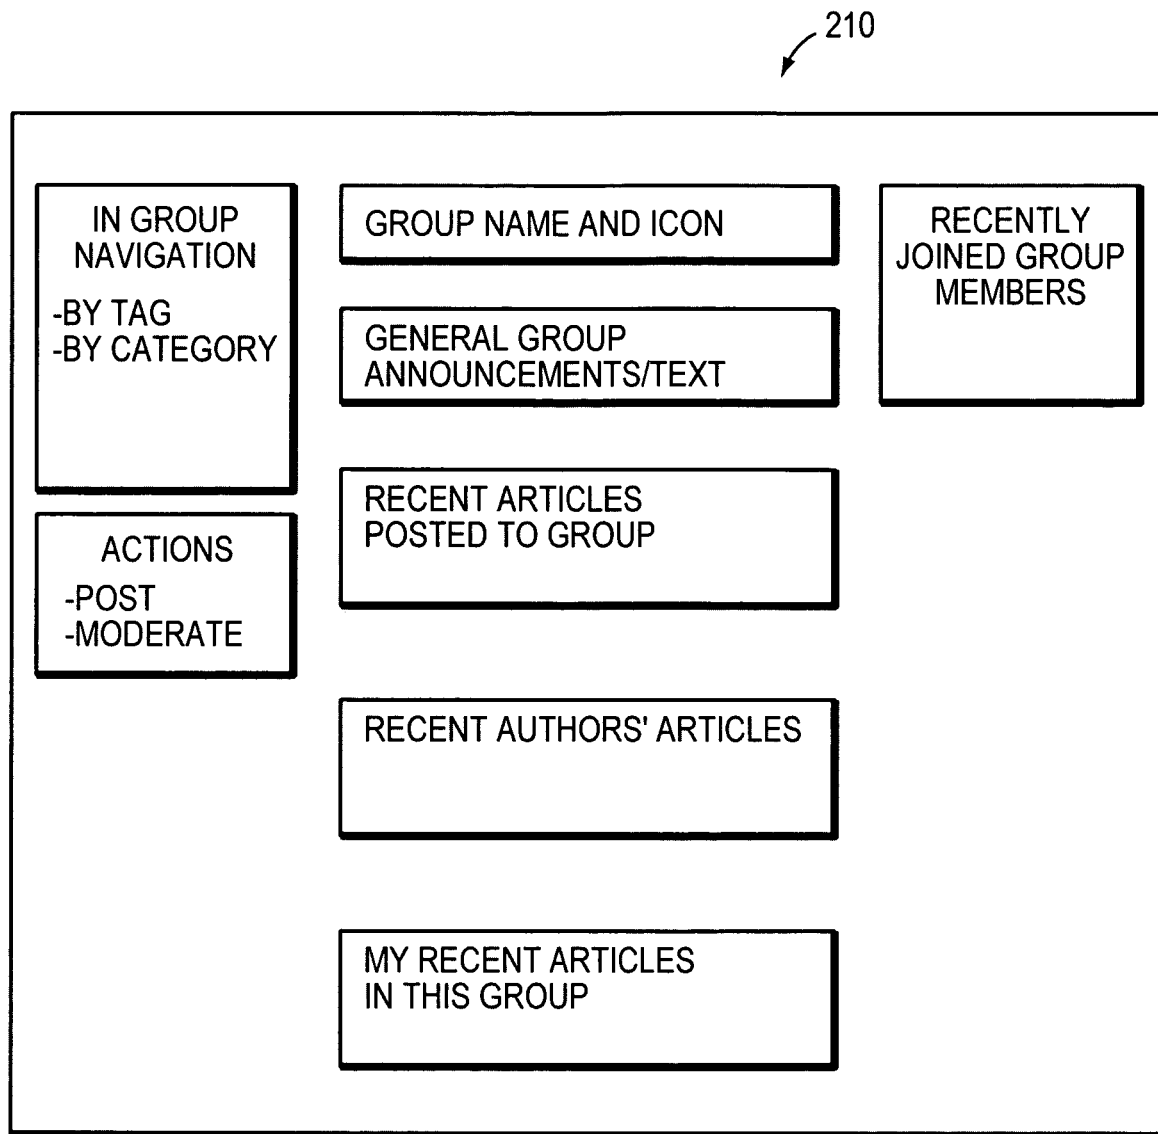 210
IN GROUP
NAVIGATION
-BY TAG
-BY CATEGORY
ACTIONS
-POST
-MODERATE
GROUP NAME AND ICON
GENERAL GROUP
ANNOUNCEMENTS/TEXT
RECENT ARTICLES
POSTED TO GROUP
RECENT AUTHORS' ARTICLES
MY RECENT ARTICLES
IN THIS GROUP
RECENTLY
JOINED GROUP
MEMBERS